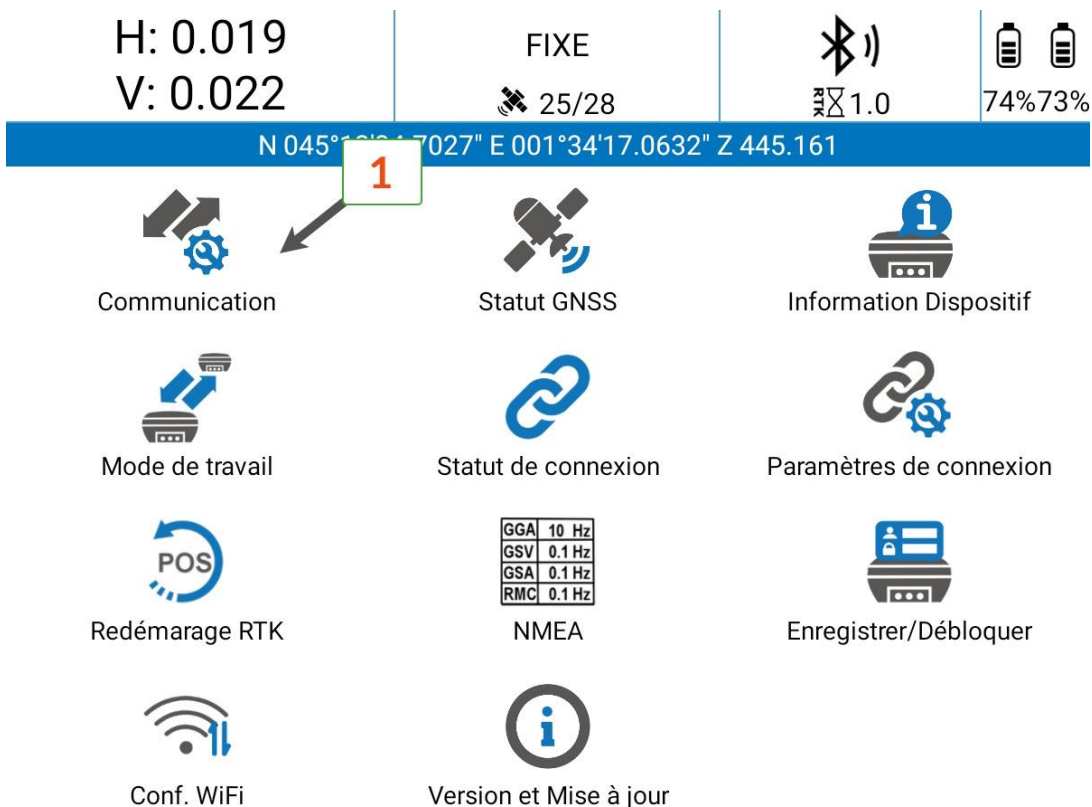 H: 0.019
V: 0.022
FIXE
25/28
RTK 1.0
74% 73%
N 045° 7027" E 001°34'17.0632" Z 445.161
1
Communication
Statut GNSS
Information Dispositif
Mode de travail
Statut de connexion
Paramètres de connexion
POS
Redémarage RTK
GGA 10 Hz
GSV 0.1 Hz
GSA 0.1 Hz
RMC 0.1 Hz
NMEA
Enregistrer/Débloquer
Conf. WiFi
Version et Mise à jour